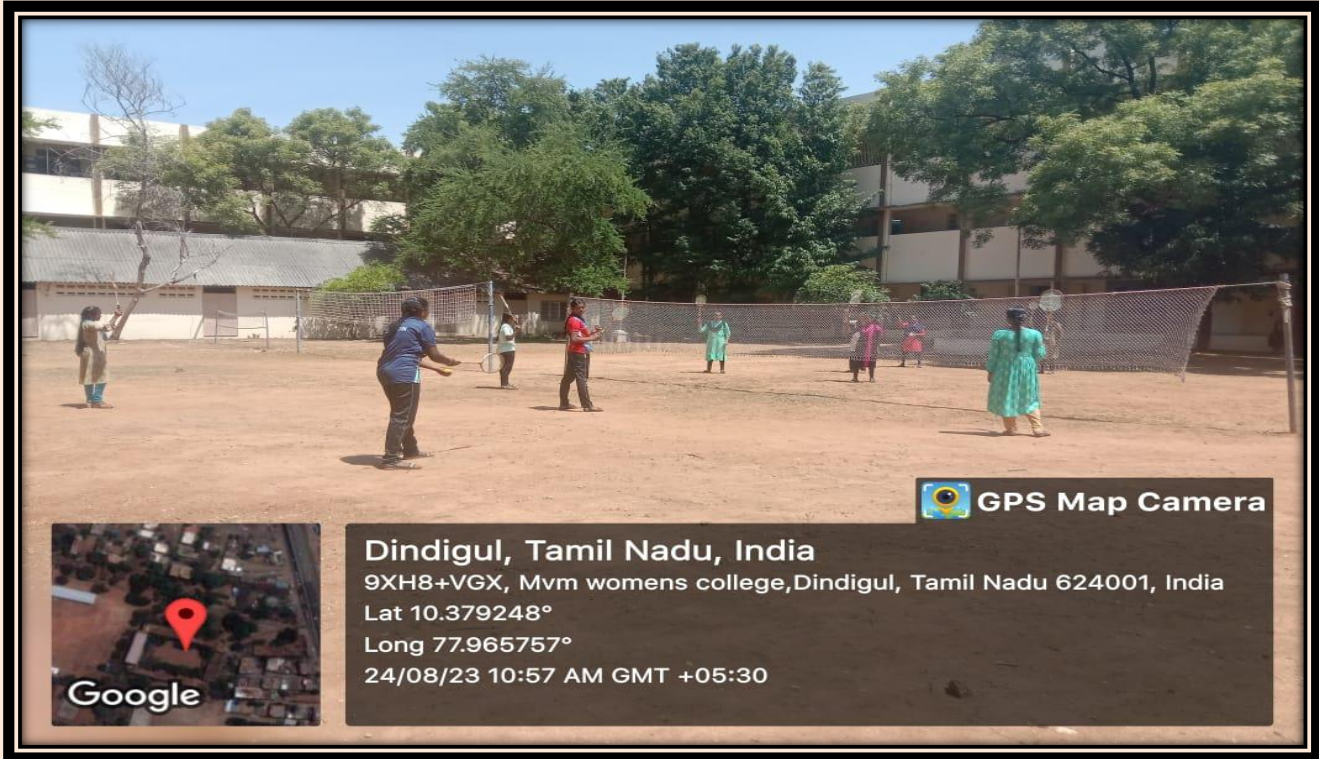 GPS Map Camera
Dindigul, Tamil Nadu, India
9XH8+VGX, Mvm womens college,Dindigul, Tamil Nadu 624001, India
Lat 10.379248°
Long 77.965757°
24/08/23 10:57 AM GMT +05:30
Google